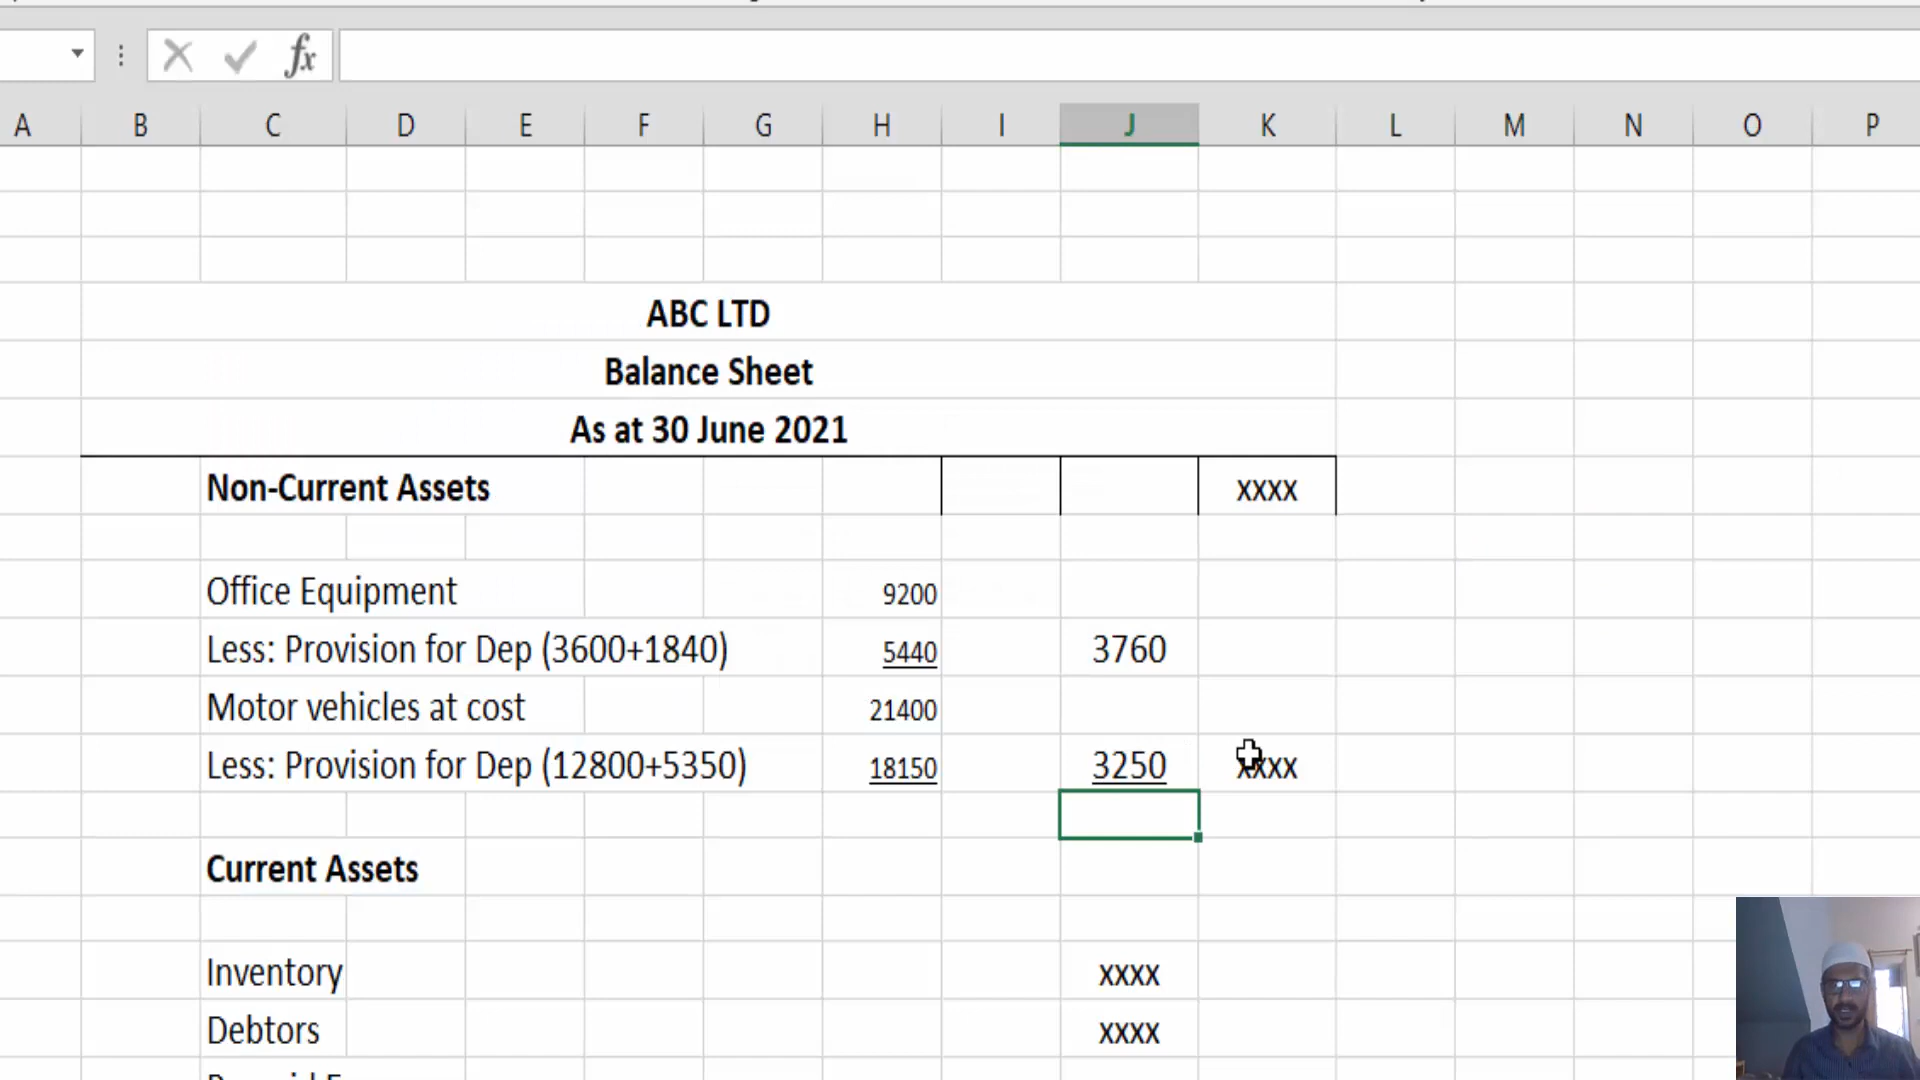 fx
A B C D E F G H I J K L M N O P
ABC LTD
Balance Sheet
As at 30 June 2021
Non-Current Assets xxxx
Office Equipment 9200
Less: Provision for Dep (3600+1840) 5440 3760
Motor vehicles at cost 21400
Less: Provision for Dep (12800+5350) 18150 3250 xxxx
Current Assets
Inventory xxxx
Debtors xxxx